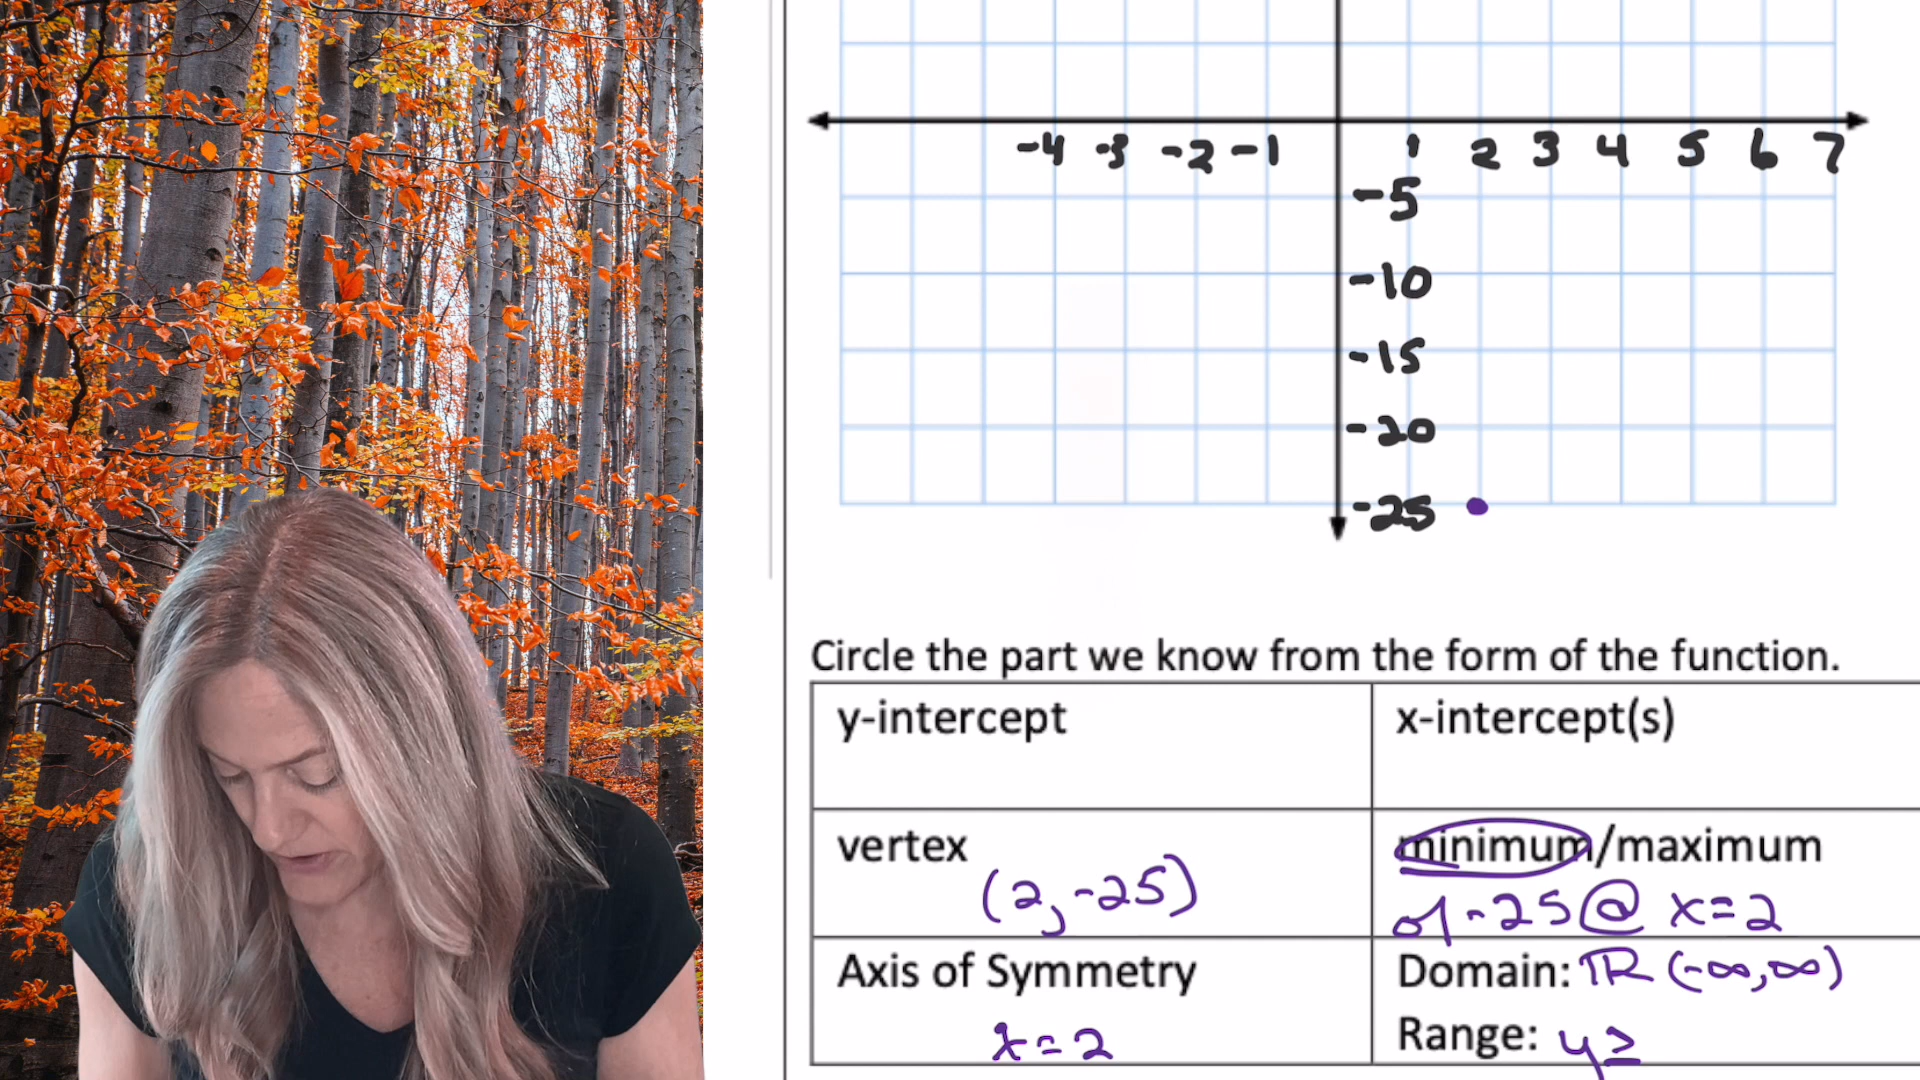 -4 -3 -2 -1 1 2 3 4 5 6 7
-5
-10
-15
-20
-25
Circle the part we know from the form of the function.
y-intercept
x-intercept(s)
vertex
(2, -25)
minimum/maximum
of -25 @ x=2
Axis of Symmetry
x = 2
Domain: ℝ (-∞, ∞)
Range: y ≥